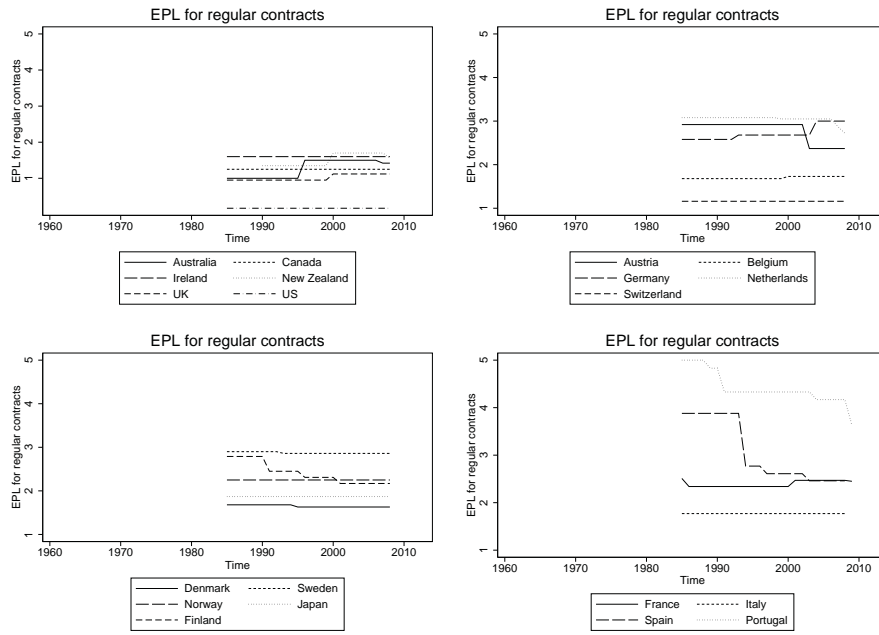 EPL for regular contracts
EPL for regular contracts
5
4
3
2
1
1960 1970 1980 1990 2000 2010
Time
Australia Canada
Ireland New Zealand
UK US
EPL for regular contracts
EPL for regular contracts
5
4
3
2
1
1960 1970 1980 1990 2000 2010
Time
Austria Belgium
Germany Netherlands
Switzerland
EPL for regular contracts
EPL for regular contracts
5
4
3
2
1
1960 1970 1980 1990 2000 2010
Time
Denmark Sweden
Norway Japan
Finland
EPL for regular contracts
EPL for regular contracts
5
4
3
2
1
1960 1970 1980 1990 2000 2010
Time
France Italy
Spain Portugal